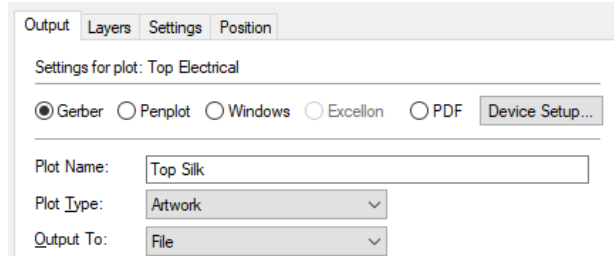 Output Layers Settings Position
Settings for plot: Top Electrical
Gerber Penplot Windows Excellon PDF Device Setup...
Plot Name: Top Silk
Plot Type: Artwork
Output To: File